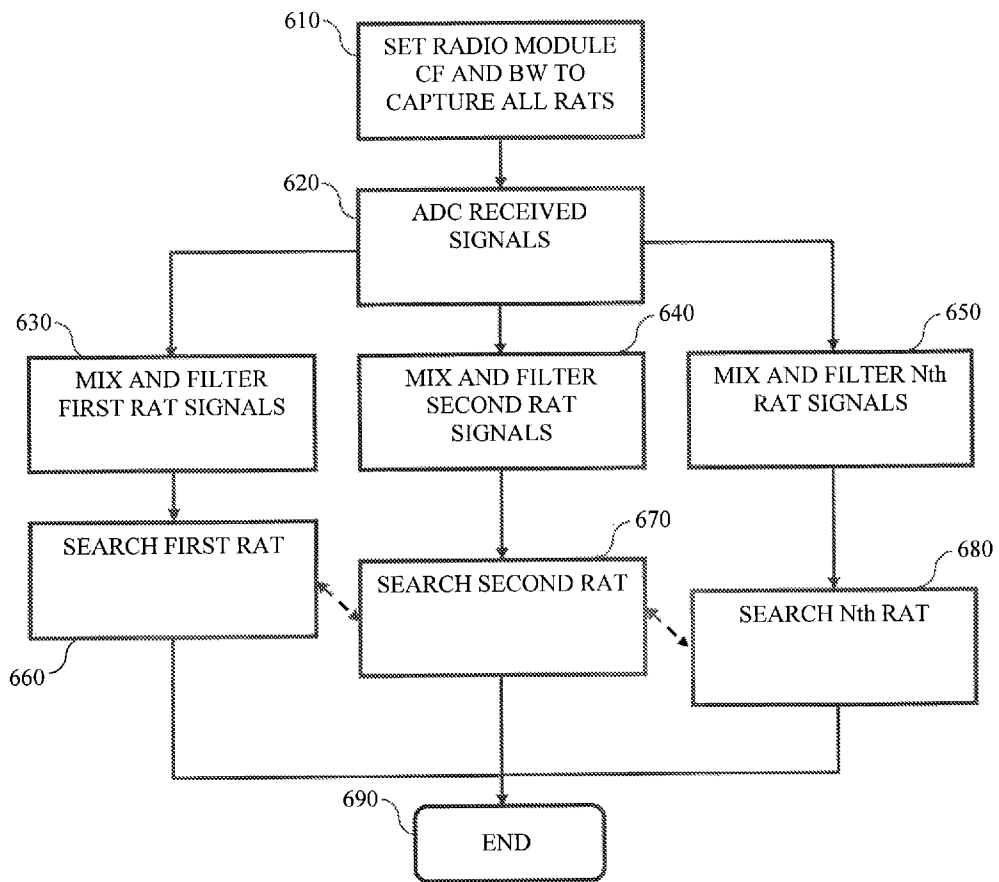 610
SET RADIO MODULE
CF AND BW TO
CAPTURE ALL RATS
620
ADC RECEIVED
SIGNALS
630
MIX AND FILTER
FIRST RAT SIGNALS
640
MIX AND FILTER
SECOND RAT
SIGNALS
650
MIX AND FILTER Nth
RAT SIGNALS
SEARCH FIRST RAT
660
670
SEARCH SECOND RAT
680
SEARCH Nth RAT
690
END